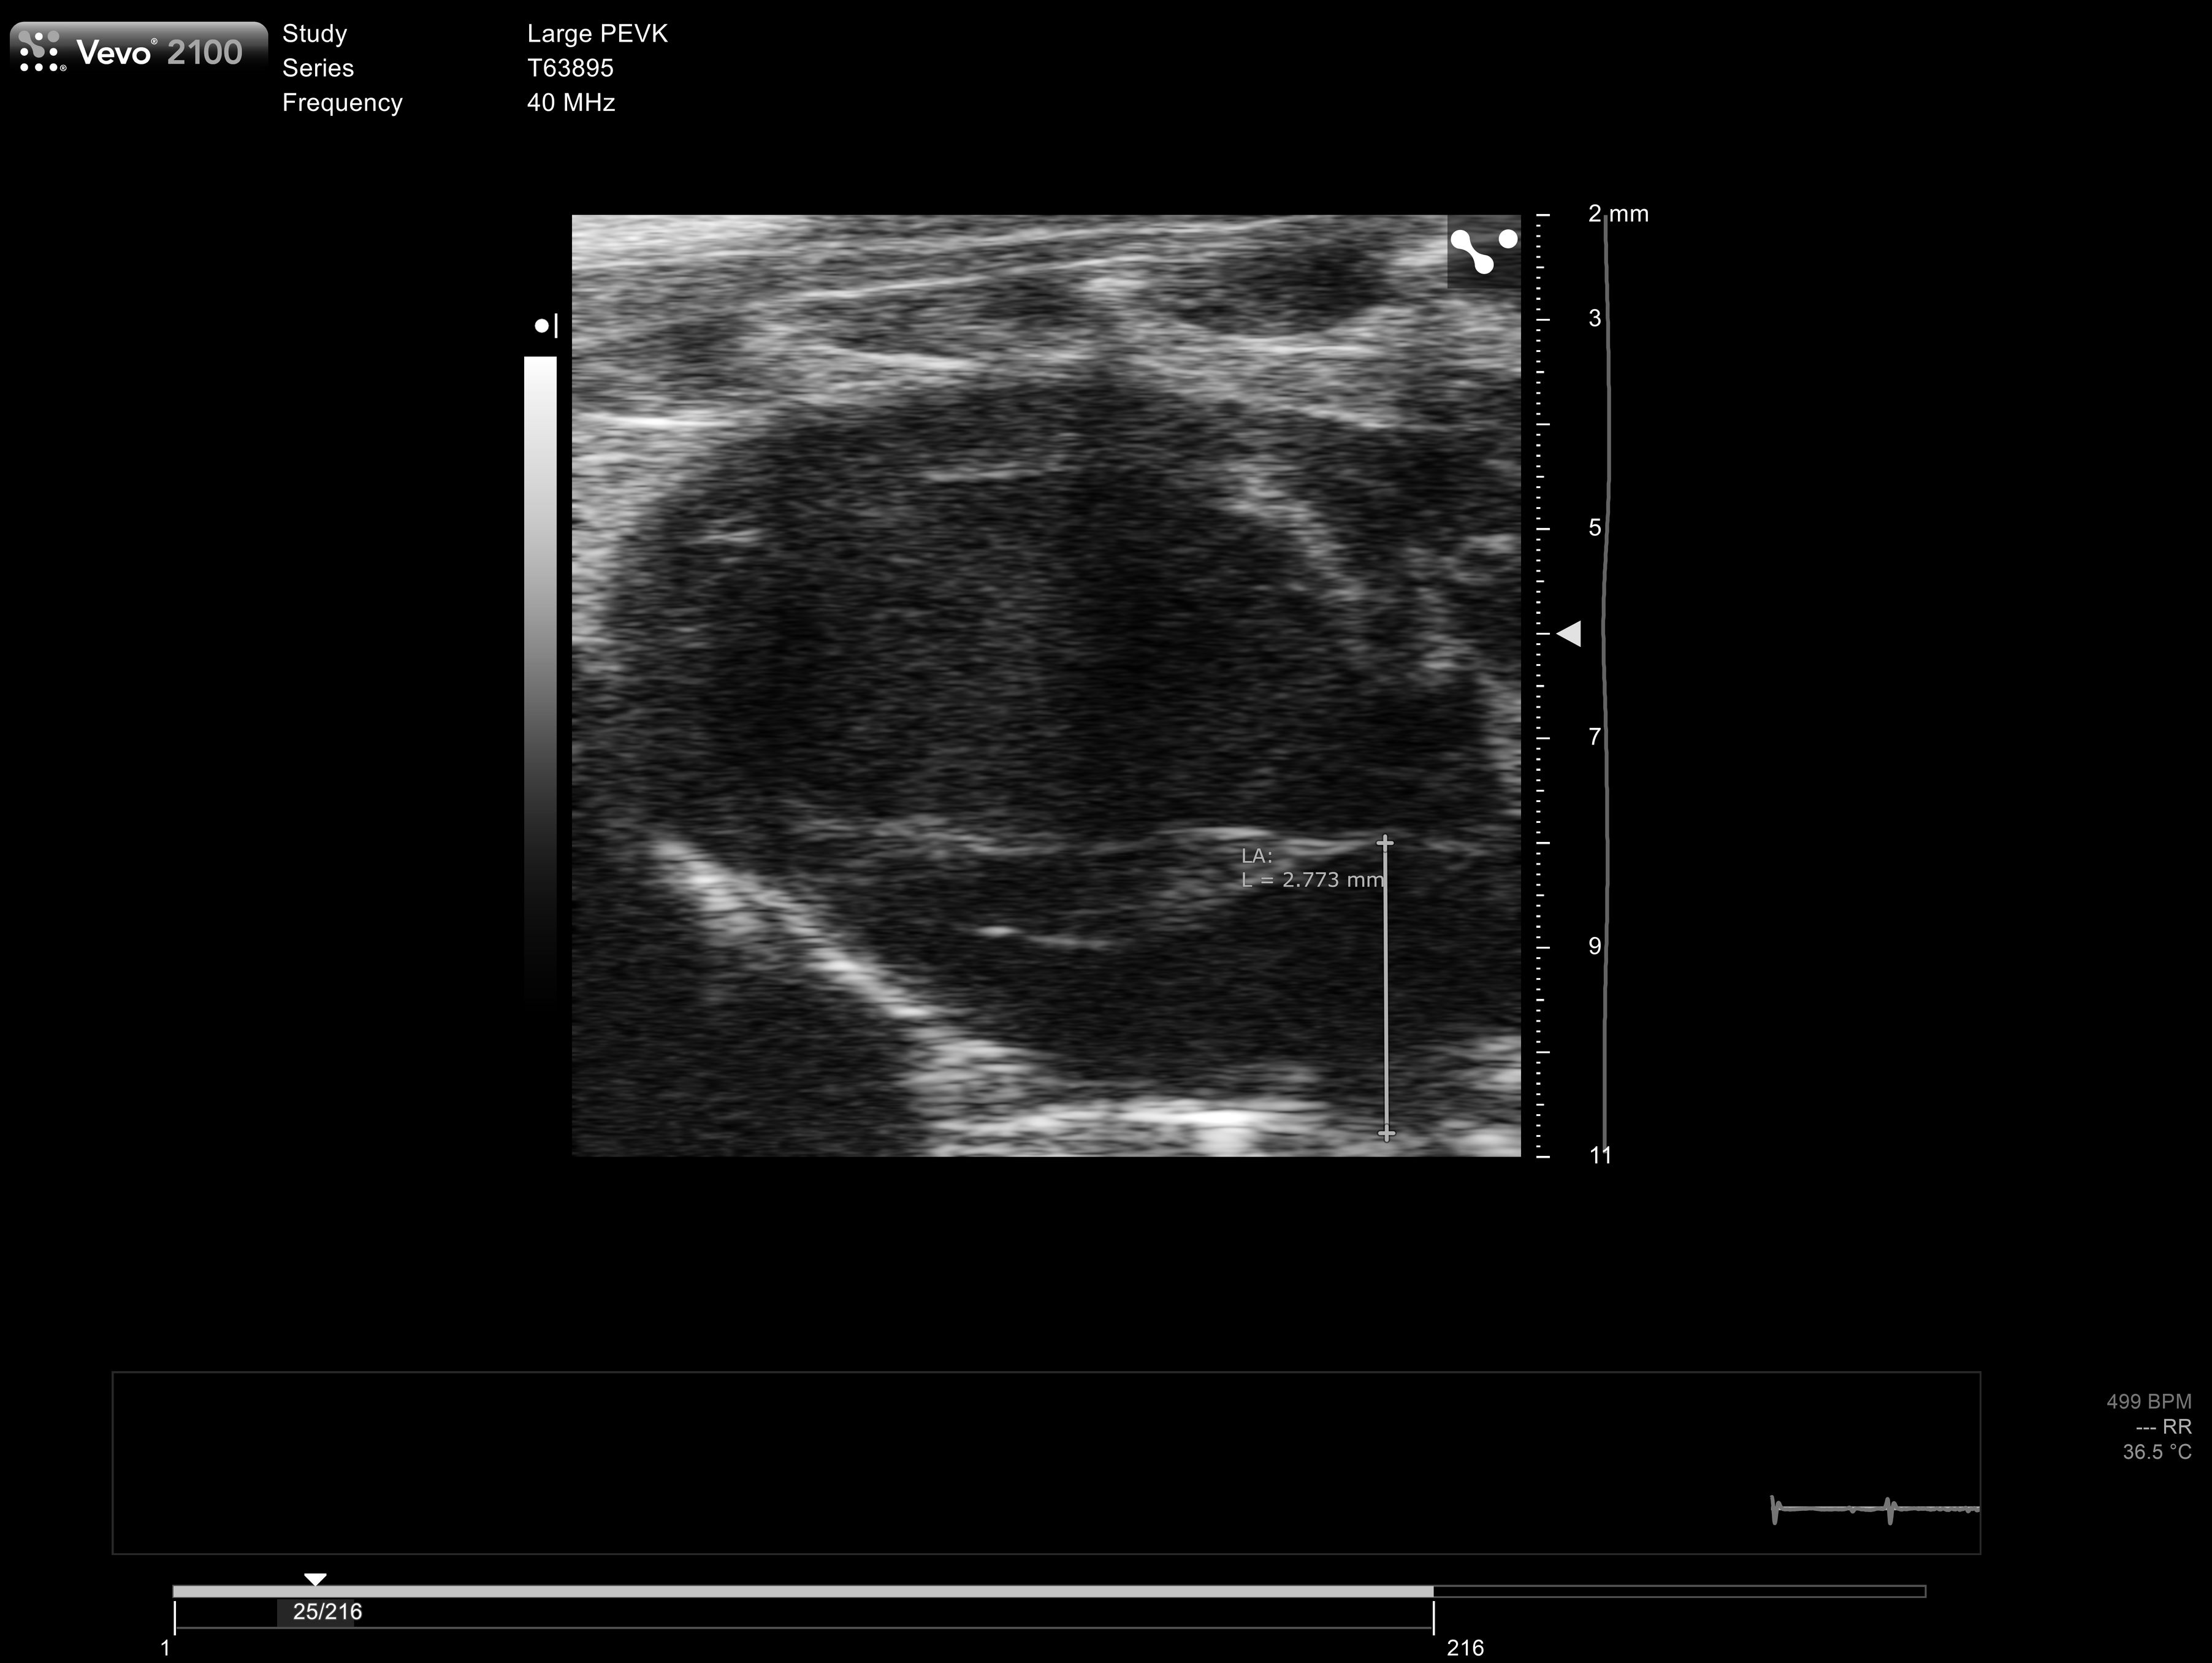 Vevo® 2100
Study Large PEVK
Series T63895
Frequency 40 MHz
2 mm
3
5
7
9
11
LA:
L = 2.773 mm
499 BPM
--- RR
36.5 °C
25/216
1
216